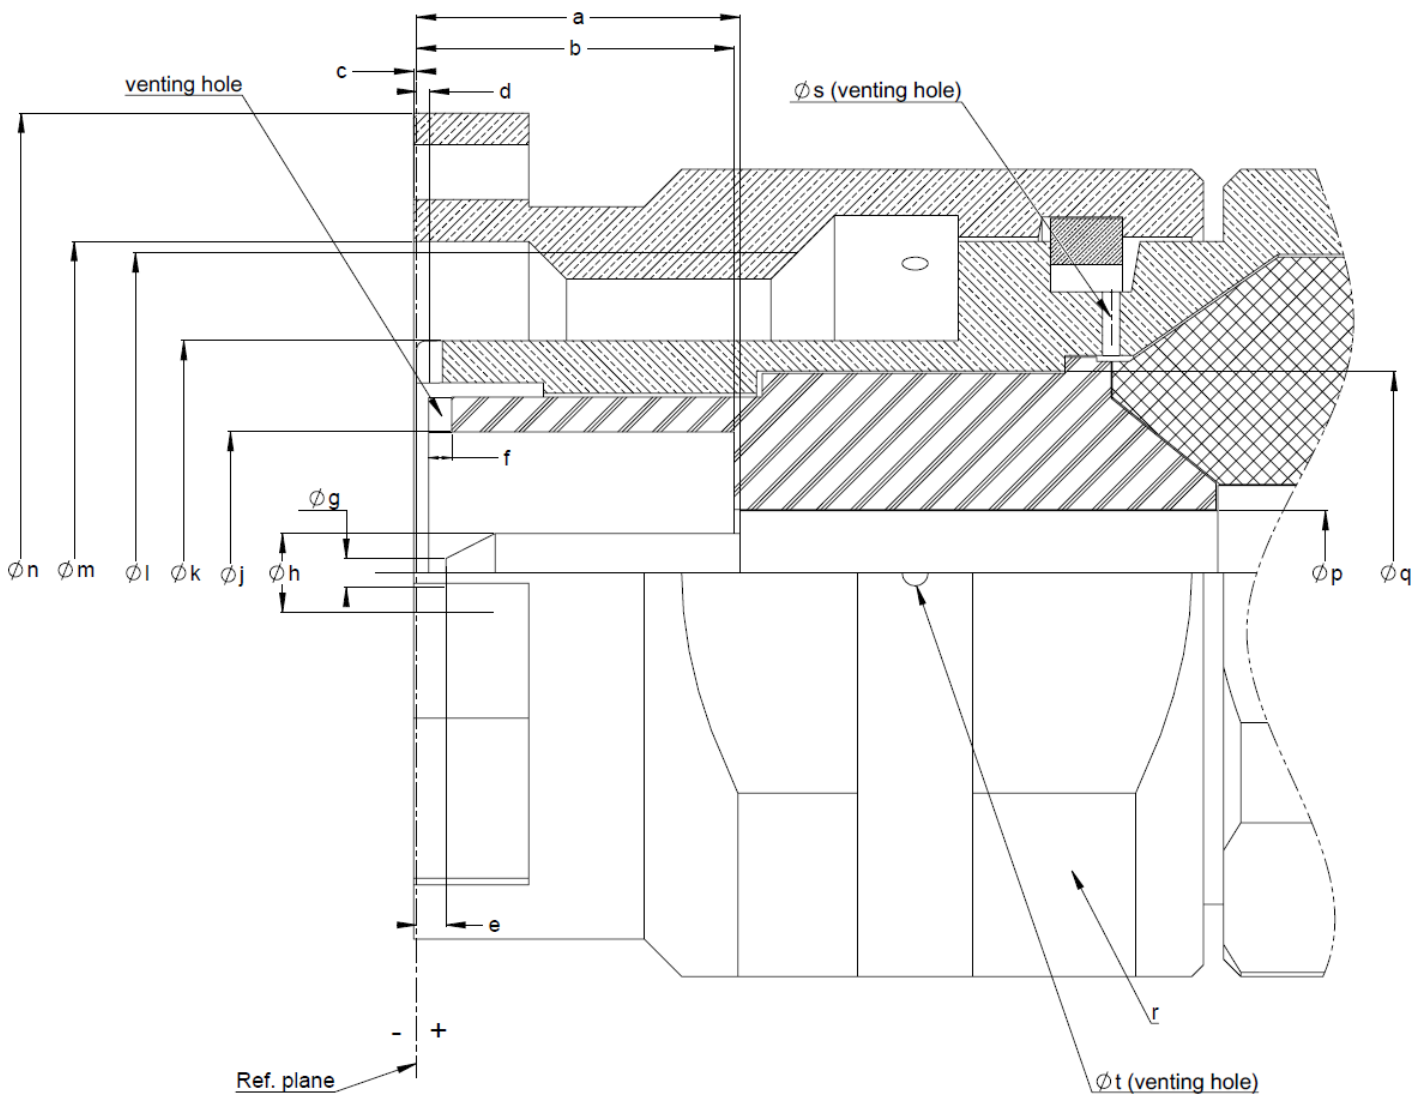 a
b
c
d
venting hole
⌀s (venting hole)
f
⌀g
⌀n
⌀m
⌀l
⌀k
⌀j
⌀h
⌀p
⌀q
e
r
- +
Ref. plane
⌀t (venting hole)